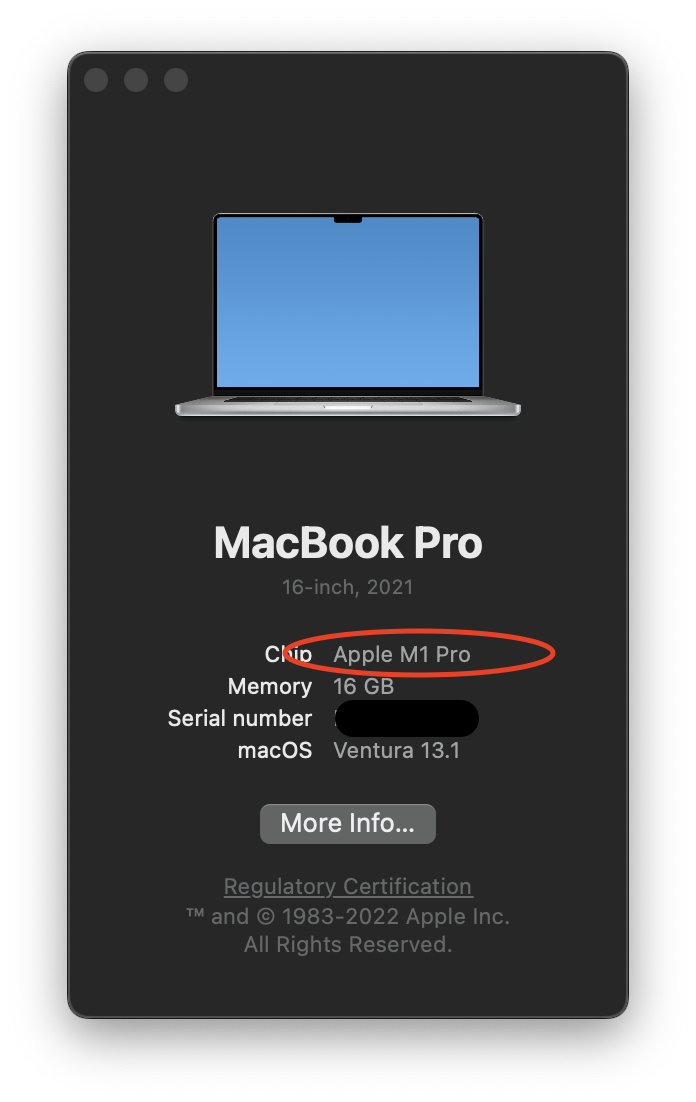 MacBook Pro
16-inch, 2021
Chip Apple M1 Pro
Memory 16 GB
Serial number
macOS Ventura 13.1
More Info...
Regulatory Certification
™ and © 1983-2022 Apple Inc.
All Rights Reserved.